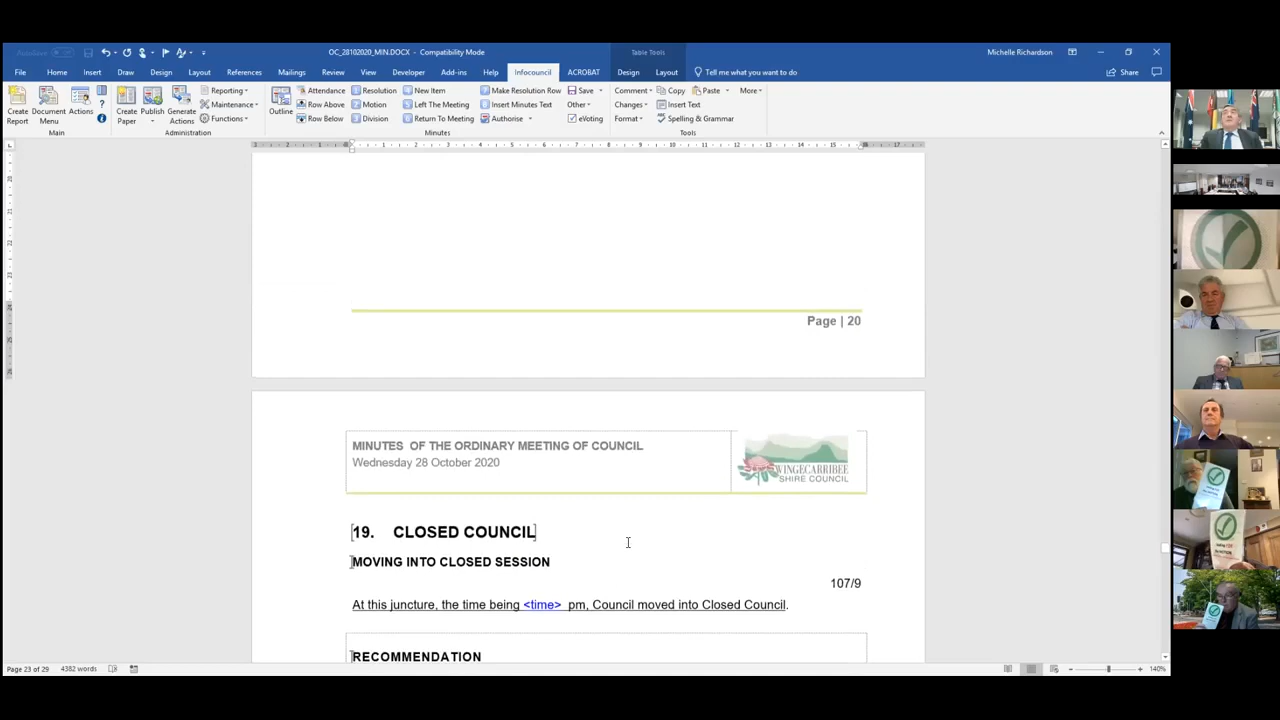 AutoSave
OC_28102020_MIN.DOCX - Compatibility Mode
Table Tools
Michelle Richardson
File Home Insert Draw Design Layout References Mailings Review View Developer Add-ins Help Infocouncil ACROBAT Design Layout Tell me what you want to do
Share
Create Report
Document Menu
Actions
Main
Create Paper
Publish
Generate Actions
Reporting
Maintenance
Functions
Administration
Outline
Attendance
Row Above
Row Below
Resolution
Motion
Division
New Item
Left The Meeting
Return To Meeting
Make Resolution Row
Insert Minutes Text
Authorise
Save
Other
eVoting
Minutes
Comment
Changes
Format
Copy
Paste
Insert Text
Spelling & Grammar
More
Tools
Page | 20
MINUTES OF THE ORDINARY MEETING OF COUNCIL
Wednesday 28 October 2020
WINGECARRIBEE
SHIRE COUNCIL
19. CLOSED COUNCIL
MOVING INTO CLOSED SESSION
107/9
At this juncture, the time being <time> pm, Council moved into Closed Council.
RECOMMENDATION
Page 23 of 29 4382 words
140%